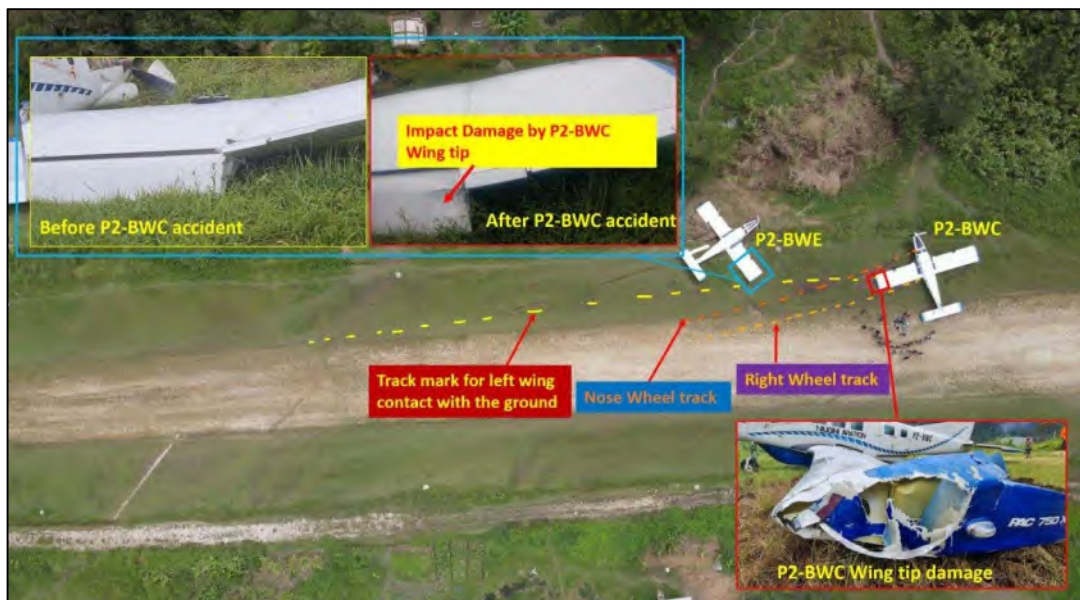 Impact Damage by P2-BWC
Wing tip
Before P2-BWC accident
After P2-BWC accident
P2-BWE
P2-BWC
Track mark for left wing
contact with the ground
Nose Wheel track
Right Wheel track
P2-BWC
PAC 750
P2-BWC Wing tip damage